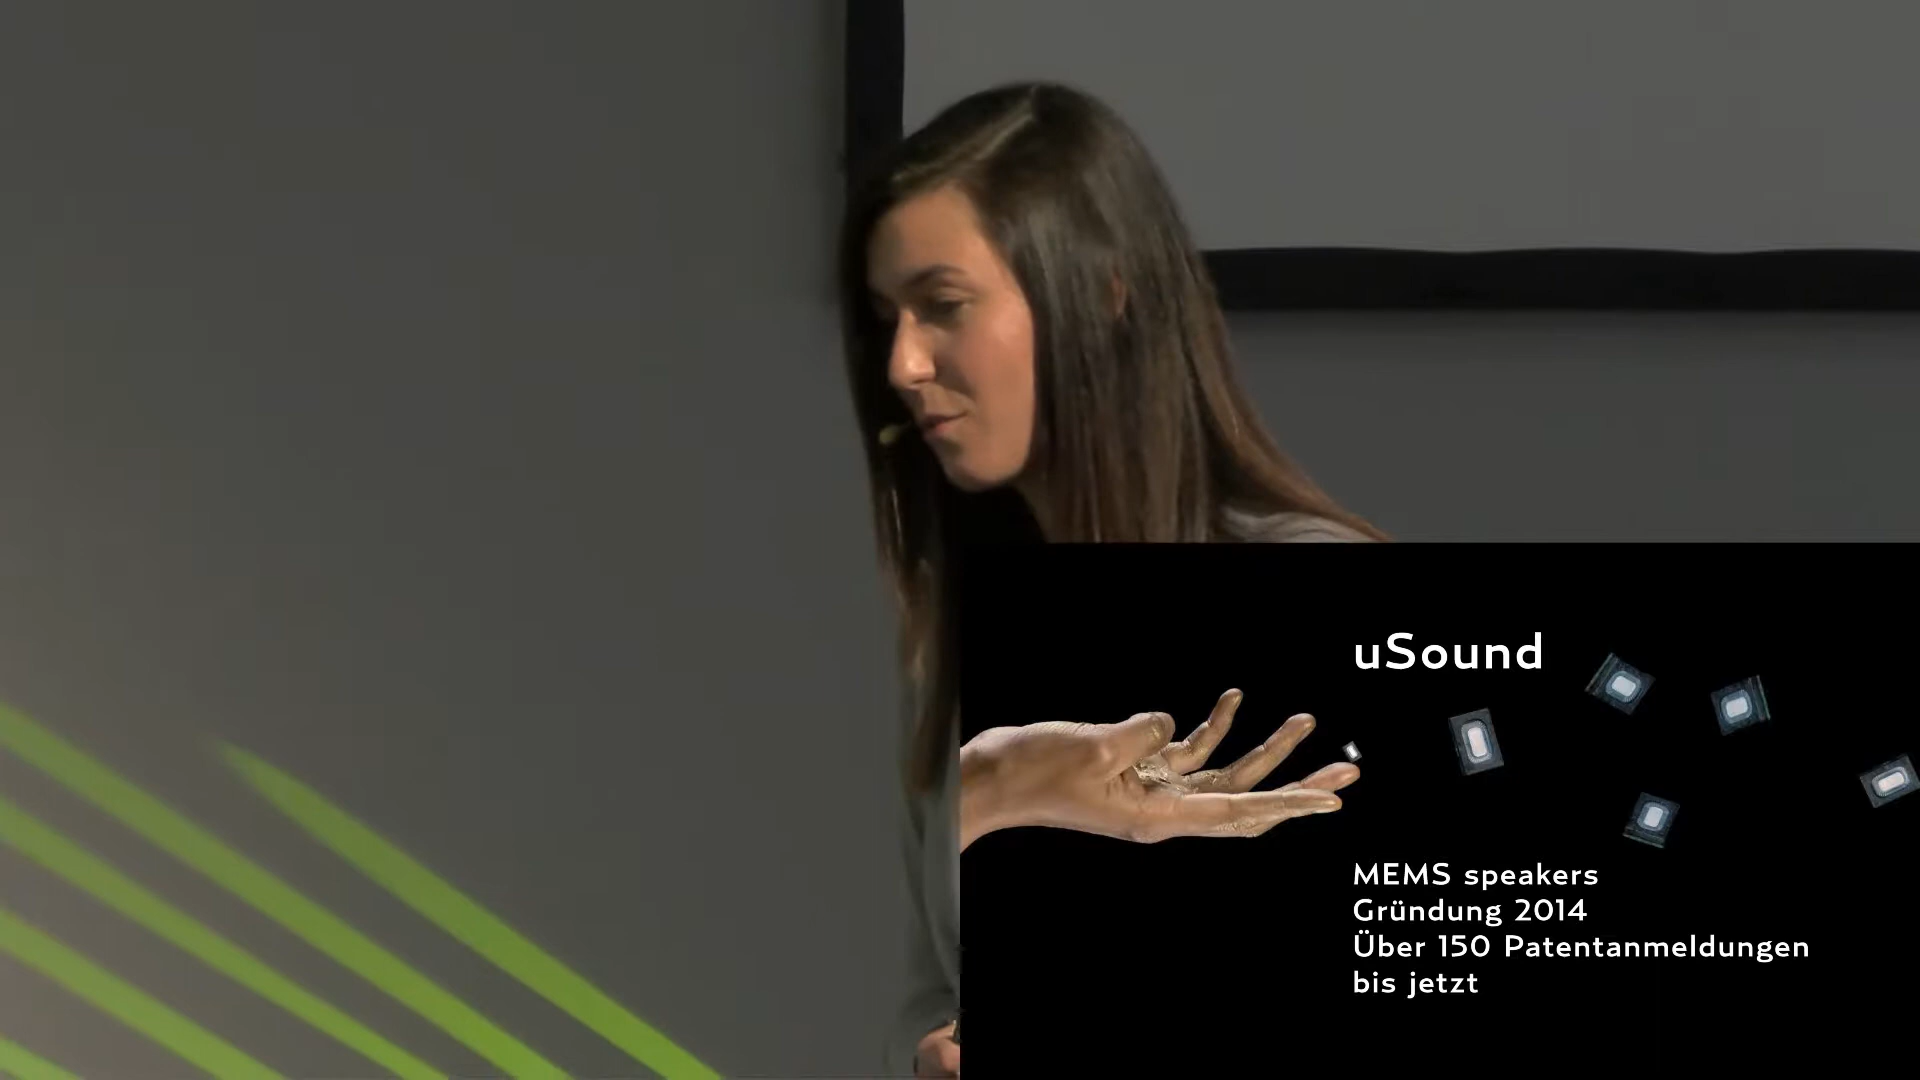 uSound
MEMS speakers
Gründung 2014
Über 150 Patentanmeldungen
bis jetzt